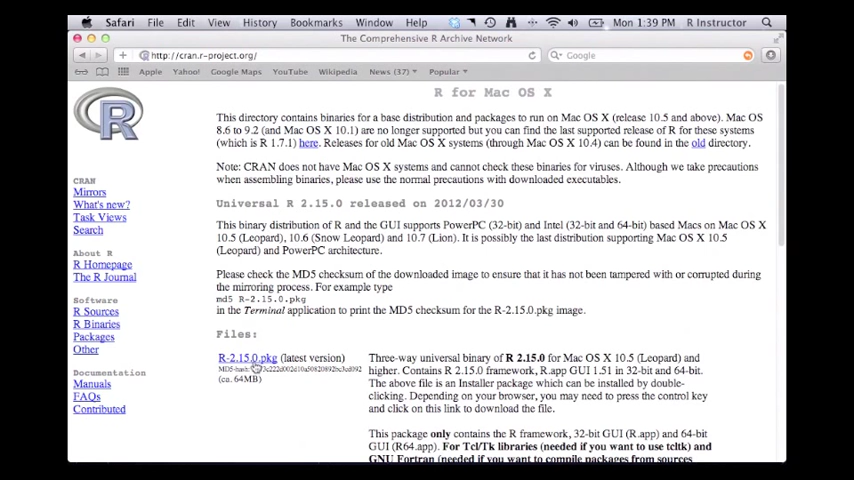 Safari File Edit View History Bookmarks Window Help Mon 1:39 PM R Instructor
The Comprehensive R Archive Network
http://cran.r-project.org/ Google
Apple Yahoo! Google Maps YouTube Wikipedia News (37) Popular
R
R for Mac OS X
This directory contains binaries for a base distribution and packages to run on Mac OS X (release 10.5 and above). Mac OS
8.6 to 9.2 (and Mac OS X 10.1) are no longer supported but you can find the last supported release of R for these systems
(which is R 1.7.1) here. Releases for old Mac OS X systems (through Mac OS X 10.4) can be found in the old directory.
Note: CRAN does not have Mac OS X systems and cannot check these binaries for viruses. Although we take precautions
when assembling binaries, please use the normal precautions with downloaded executables.
CRAN
Mirrors
What's new?
Task Views
Search
About R
R Homepage
The R Journal
Software
R Sources
R Binaries
Packages
Other
Documentation
Manuals
FAQs
Contributed
Universal R 2.15.0 released on 2012/03/30
This binary distribution of R and the GUI supports PowerPC (32-bit) and Intel (32-bit and 64-bit) based Macs on Mac OS X
10.5 (Leopard), 10.6 (Snow Leopard) and 10.7 (Lion). It is possibly the last distribution supporting Mac OS X 10.5
(Leopard) and PowerPC architecture.
Please check the MD5 checksum of the downloaded image to ensure that it has not been tampered with or corrupted during
the mirroring process. For example type
md5 R-2.15.0.pkg
in the Terminal application to print the MD5 checksum for the R-2.15.0.pkg image.
Files:
R-2.15.0.pkg (latest version)
MD5-hash:
(ca. 64MB)
Three-way universal binary of R 2.15.0 for Mac OS X 10.5 (Leopard) and
higher. Contains R 2.15.0 framework, R.app GUI 1.51 in 32-bit and 64-bit.
The above file is an Installer package which can be installed by double-
clicking. Depending on your browser, you may need to press the control key
and click on this link to download the file.
This package only contains the R framework, 32-bit GUI (R.app) and 64-bit
GUI (R64.app). For Tcl/Tk libraries (needed if you want to use tcltk) and
GNU Fortran (needed if you want to compile packages from sources